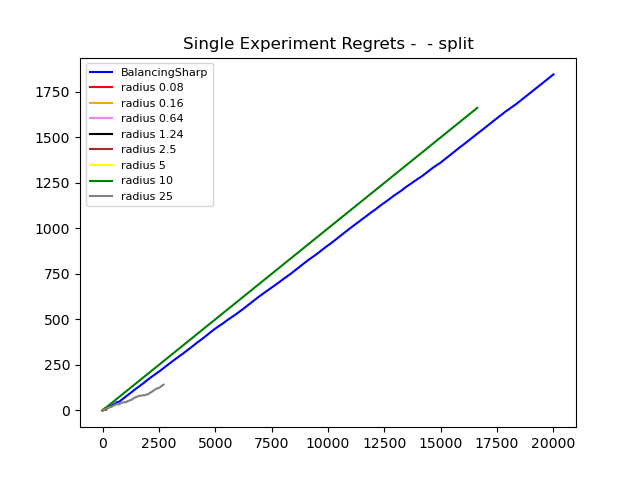 Single Experiment Regrets -  - split
BalancingSharp
radius 0.08
radius 0.16
radius 0.64
radius 1.24
radius 2.5
radius 5
radius 10
radius 25
1750
1500
1250
1000
750
500
250
0
0 2500 5000 7500 10000 12500 15000 17500 20000